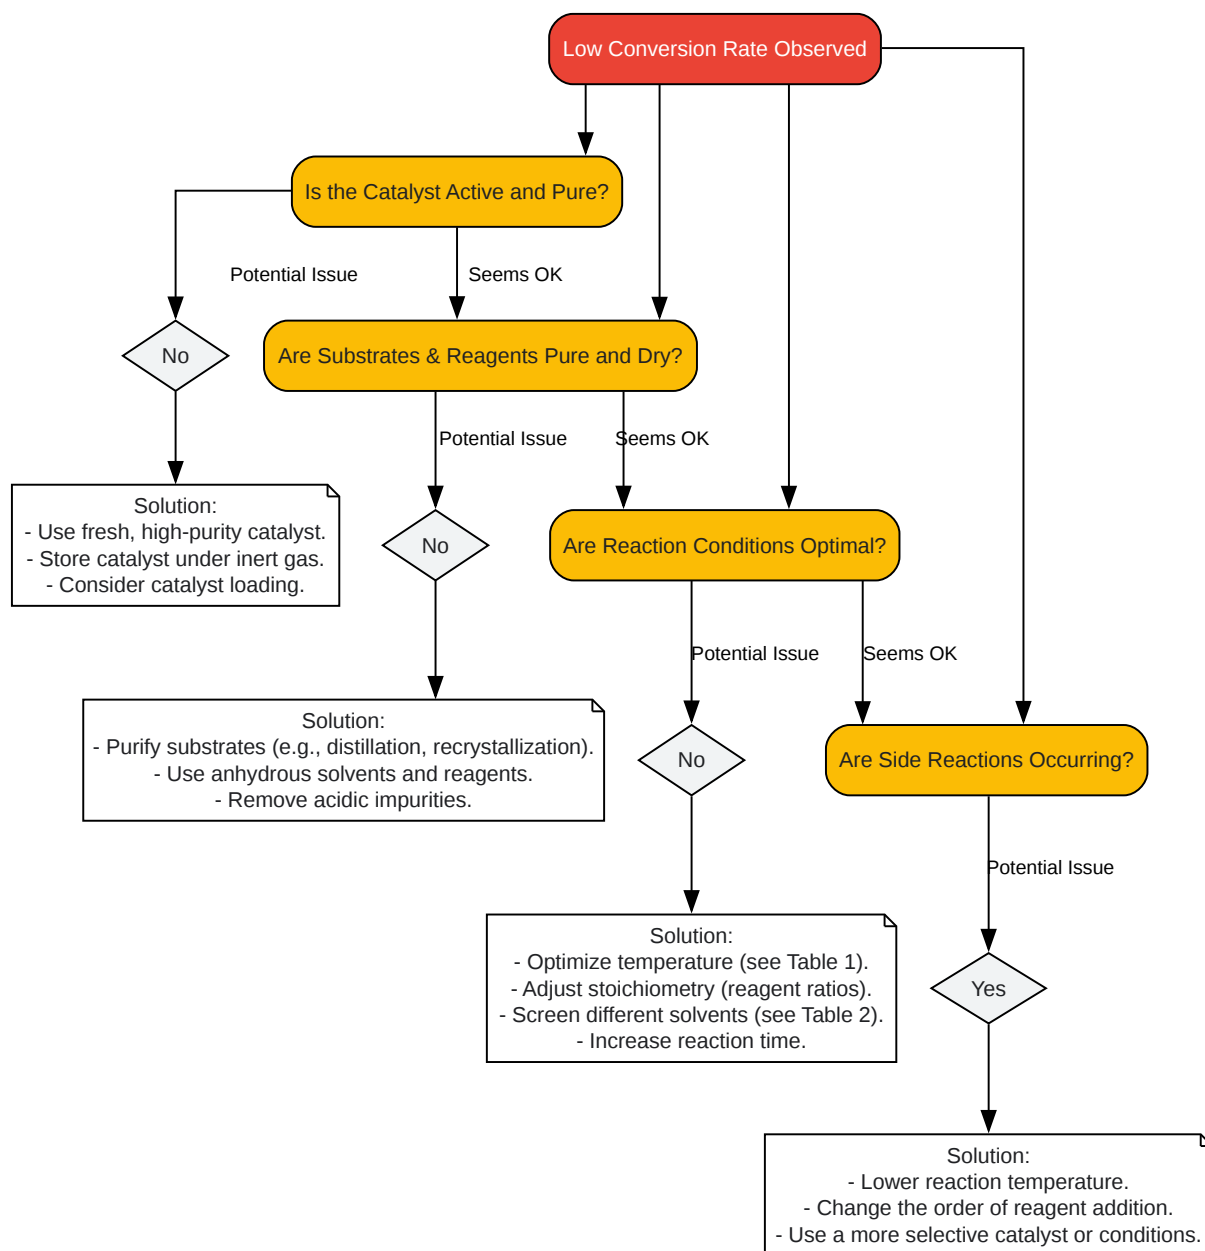 Low Conversion Rate Observed
Is the Catalyst Active and Pure?
Potential Issue
Seems OK
No
Are Substrates & Reagents Pure and Dry?
Potential Issue
Seems OK
Solution:
- Use fresh, high-purity catalyst.
- Store catalyst under inert gas.
- Consider catalyst loading.
No
Are Reaction Conditions Optimal?
Potential Issue
Seems OK
Solution:
- Purify substrates (e.g., distillation, recrystallization).
- Use anhydrous solvents and reagents.
- Remove acidic impurities.
No
Are Side Reactions Occurring?
Potential Issue
Solution:
- Optimize temperature (see Table 1).
- Adjust stoichiometry (reagent ratios).
- Screen different solvents (see Table 2).
- Increase reaction time.
Yes
Solution:
- Lower reaction temperature.
- Change the order of reagent addition.
- Use a more selective catalyst or conditions.